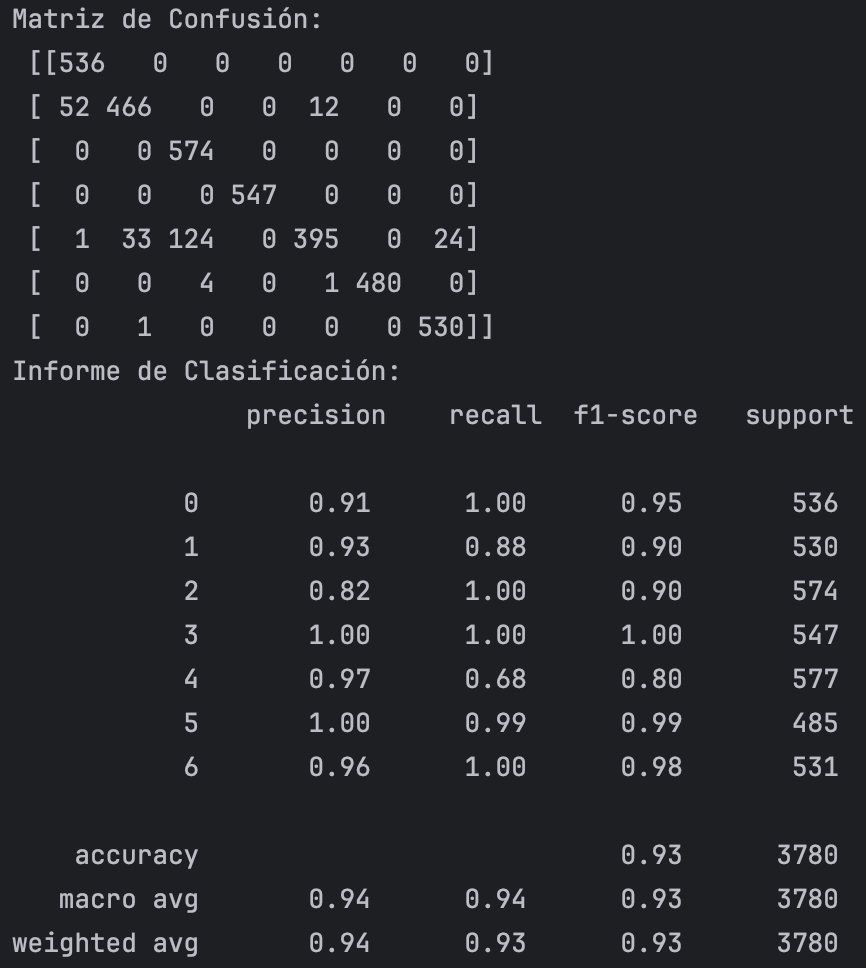 Matriz de Confusión:
[[536   0   0   0   0   0   0]
[ 52 466   0   0  12   0   0]
[  0   0 574   0   0   0   0]
[  0   0   0 547   0   0   0]
[  1  33 124   0 395   0  24]
[  0   0   4   0   1 480   0]
[  0   1   0   0   0   0 530]]
Informe de Clasificación:
precision    recall  f1-score   support
0       0.91      1.00      0.95       536
1       0.93      0.88      0.90       530
2       0.82      1.00      0.90       574
3       1.00      1.00      1.00       547
4       0.97      0.68      0.80       577
5       1.00      0.99      0.99       485
6       0.96      1.00      0.98       531
accuracy                           0.93      3780
macro avg       0.94      0.94      0.93      3780
weighted avg       0.94      0.93      0.93      3780